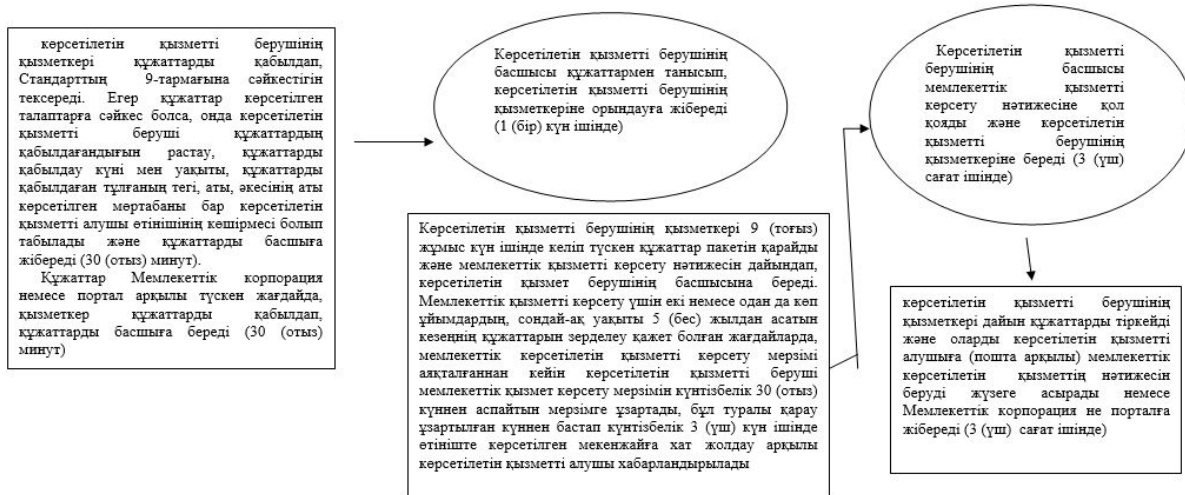 көрсетілетін қызметті берушінің
қызметкері құжаттарды қабылдап,
Стандарттың 9-тармағына сәйкестігін
тексереді. Егер құжаттар көрсетілген
талаптарға сәйкес болса, онда көрсетілетін
қызметті беруші құжаттардың
қабылдағандығын растау, құжаттарды
қабылдау күні мен уақыты, құжаттарды
қабылдаған тұлғаның тегі, аты, әкесінің аты
көрсетілген мөртабаны бар көрсетілетін
қызметті алушы өтінішінің көшірмесі болып
табылады және құжаттарды басшыға
жібереді (30 (отыз) минут).
Құжаттар Мемлекеттік корпорация
немесе портал арқылы түскен жағдайда,
қызметкер құжаттарды қабылдап,
құжаттарды басшыға береді (30 (отыз)
минут)
Көрсетілетін қызметті берушінің
басшысы құжаттармен танысып,
көрсетілетін қызметті берушінің
қызметкеріне орындауға жібереді
(1 (бір) күн ішінде)
Көрсетілетін қызметті берушінің қызметкері 9 (тоғыз)
жұмыс күн ішінде келіп түскен құжаттар пакетін қарайды
және мемлекеттік қызметті көрсету нәтижесін дайындап,
көрсетілетін қызмет берушінің басшысына береді.
Мемлекеттік қызметті көрсету үшін екі немесе одан да көп
ұйымдардың, сондай-ақ уақыты 5 (бес) жылдан асатын
кезеңнің құжаттарын зерделеу қажет болған жағдайларда,
мемлекеттік көрсетілетін қызметті көрсету мерзімі
аяқталғаннан кейін көрсетілетін қызметті беруші
мемлекеттік қызмет көрсету мерзімін күнтізбелік 30 (отыз)
күннен аспайтын мерзімге ұзартады, бұл туралы қарау
ұзартылған күннен бастап күнтізбелік 3 (үш) күн ішінде
өтініште көрсетілген мекенжайға хат жолдау арқылы
көрсетілетін қызметті алушы хабарландырылады
Көрсетілетін қызметті
берушінің басшысы
мемлекеттік қызметті
көрсету нәтижесіне қол
қояды және көрсетілетін
қызметті берушінің
қызметкеріне береді (3 (үш)
сағат ішінде)
көрсетілетін қызметті берушінің
қызметкері дайын құжаттарды тіркейді
және оларды көрсетілетін қызметті
алушыға (пошта арқылы) мемлекеттік
көрсетілетін қызметтің нәтижесін
беруді жүзеге асырады немесе
Мемлекеттік корпорация не порталға
жібереді (3 (үш) сағат ішінде)